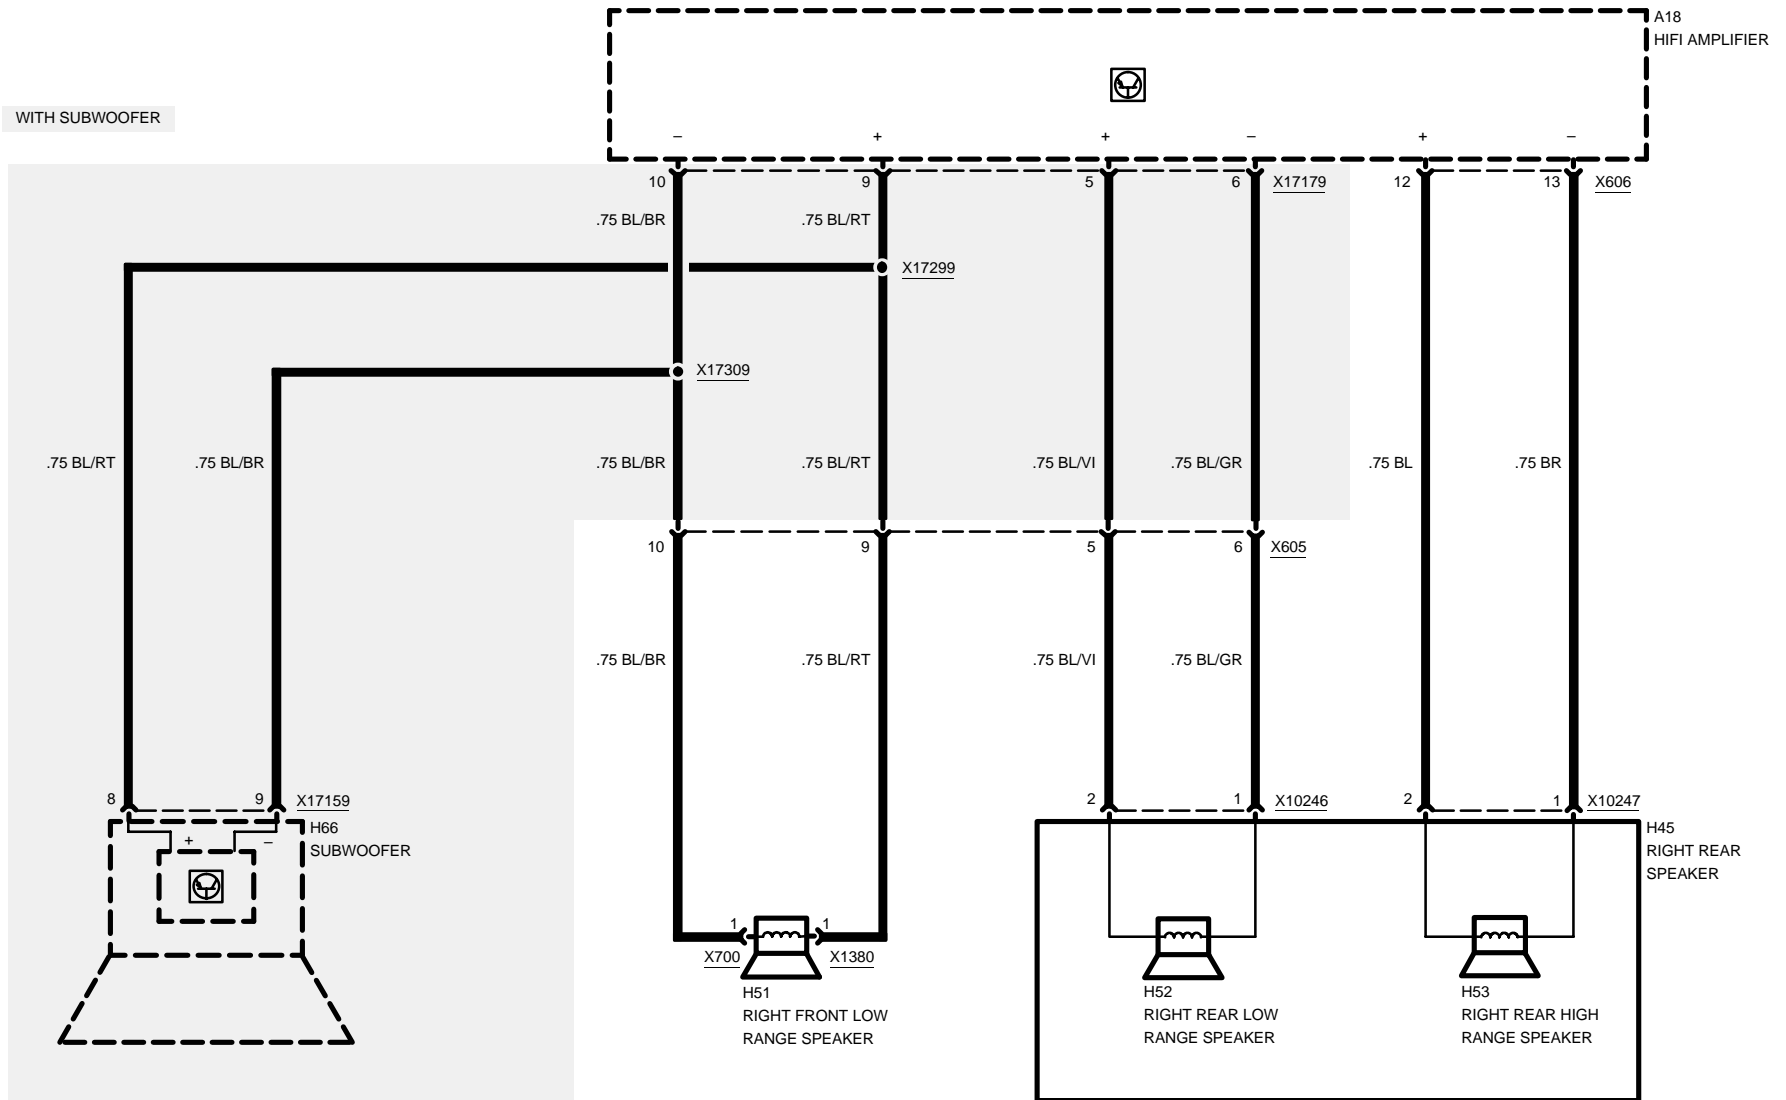 A18
HIFI AMPLIFIER
WITH SUBWOOFER
– + + – + –
10 9 5 6 X17179 12 13 X606
.75 BL/BR .75 BL/RT
X17299
X17309
.75 BL/RT .75 BL/BR .75 BL/BR .75 BL/RT .75 BL/VI .75 BL/GR .75 BL .75 BR
10 9 5 6 X605
.75 BL/BR .75 BL/RT .75 BL/VI .75 BL/GR
8 9 X17159 2 1 X10246 2 1 X10247
H66
SUBWOOFER
+ –
H45
RIGHT REAR
SPEAKER
1 1
X700 X1380
H51
RIGHT FRONT LOW
RANGE SPEAKER
H52
RIGHT REAR LOW
RANGE SPEAKER
H53
RIGHT REAR HIGH
RANGE SPEAKER